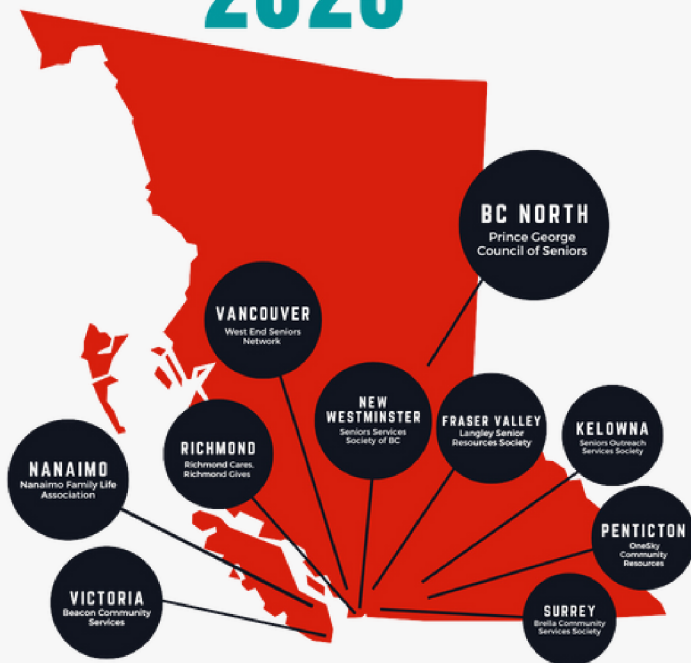 2020
BC NORTH
Prince George
Council of Seniors
VANCOUVER
West End Seniors
Network
NEW
WESTMINSTER
Seniors Services
Society of BC
FRASER VALLEY
Langley Senior
Resources Society
KELOWNA
Seniors Outreach
Services Society
RICHMOND
Richmond Cares,
Richmond Gives
NANAIMO
Nanaimo Family Life
Association
PENTICTON
OneSky
Community
Resources
VICTORIA
Beacon Community
Services
SURREY
Brella Community
Services Society